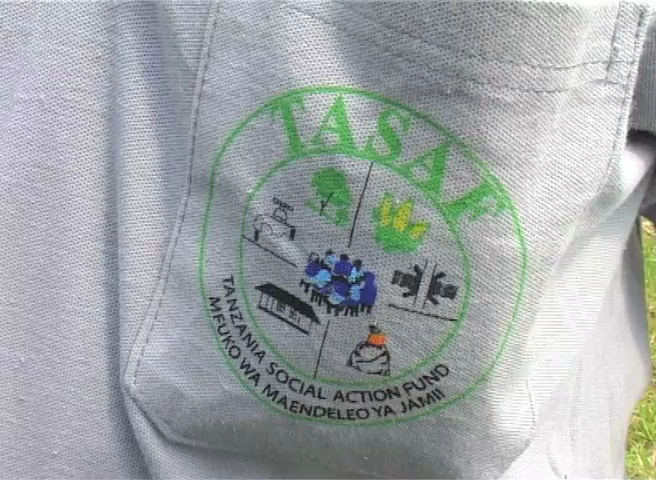 TASAF
TANZANIA SOCIAL ACTION FUND
MFUKO WA MAENDELEO YA JAMII